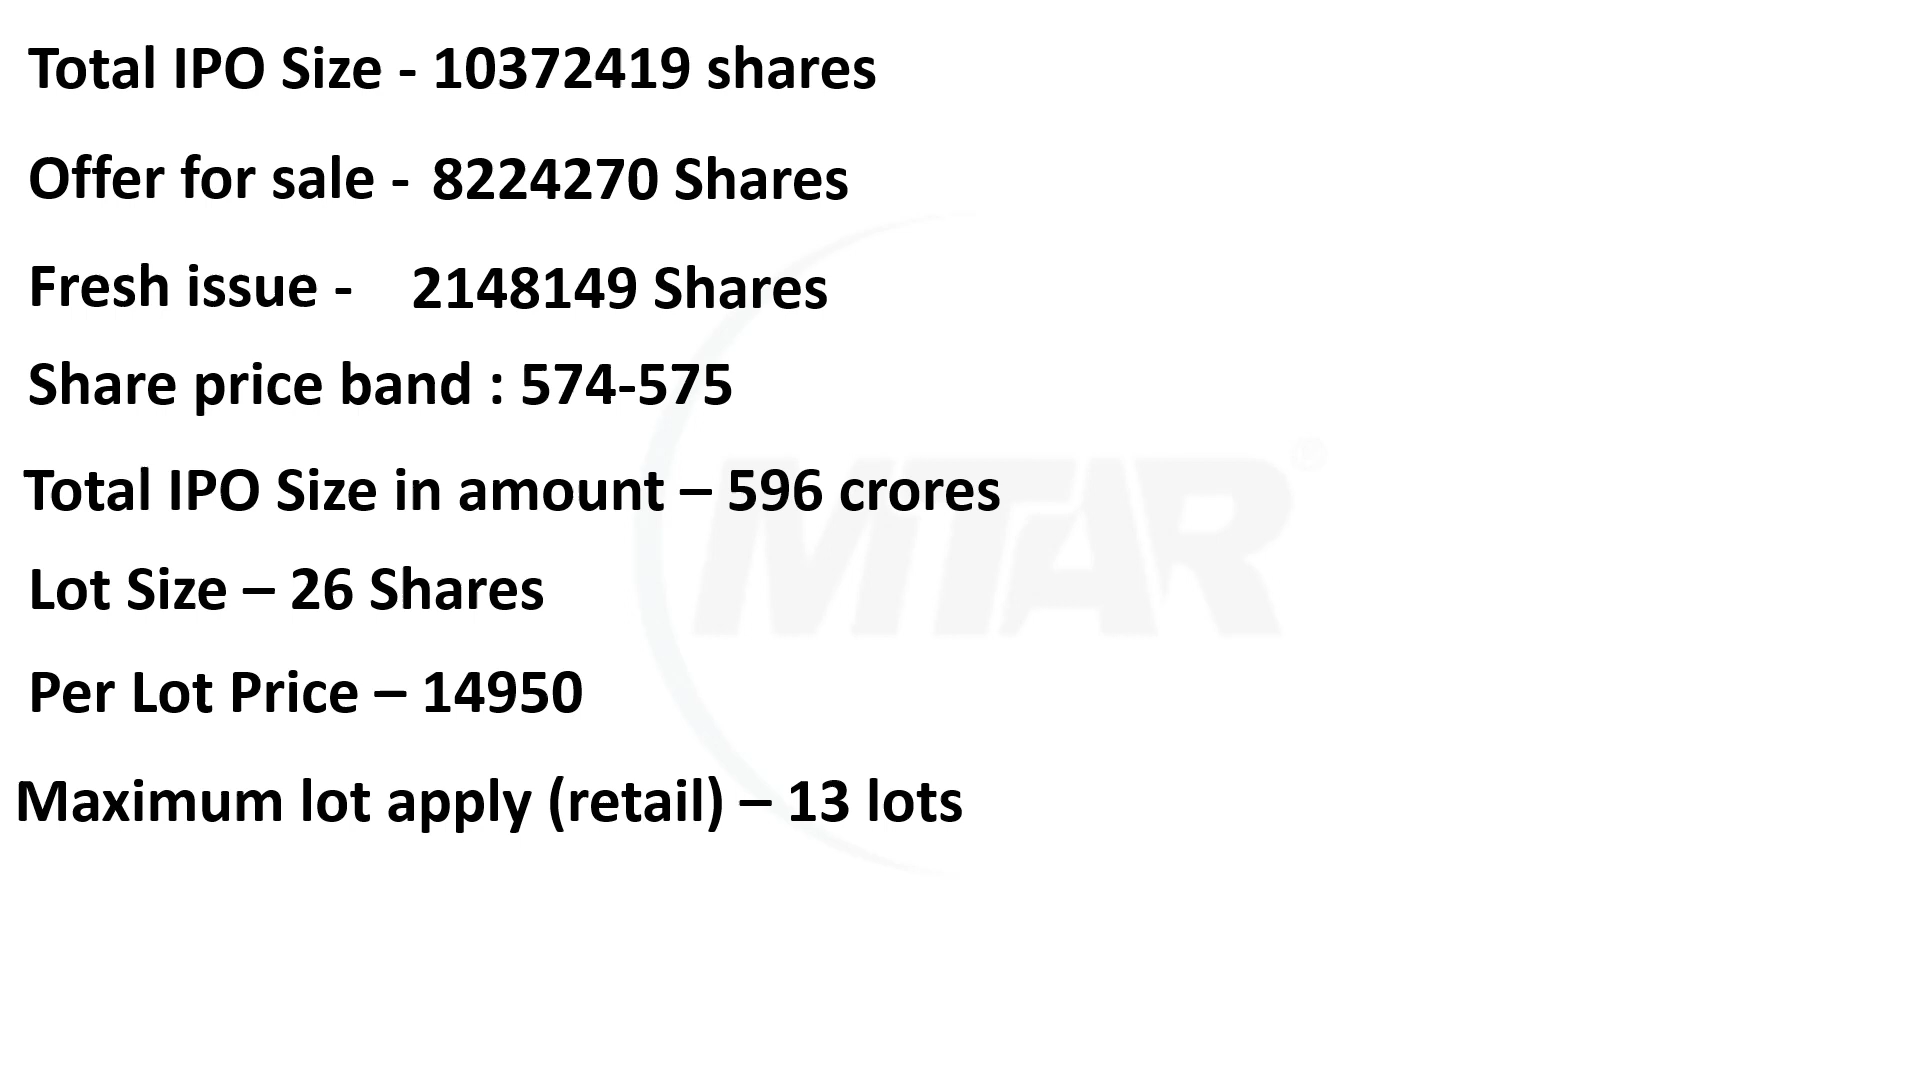 Total IPO Size - 10372419 shares
Offer for sale - 8224270 Shares
Fresh issue - 2148149 Shares
Share price band : 574-575
Total IPO Size in amount – 596 crores
MTAR®
Lot Size – 26 Shares
Per Lot Price – 14950
Maximum lot apply (retail) – 13 lots